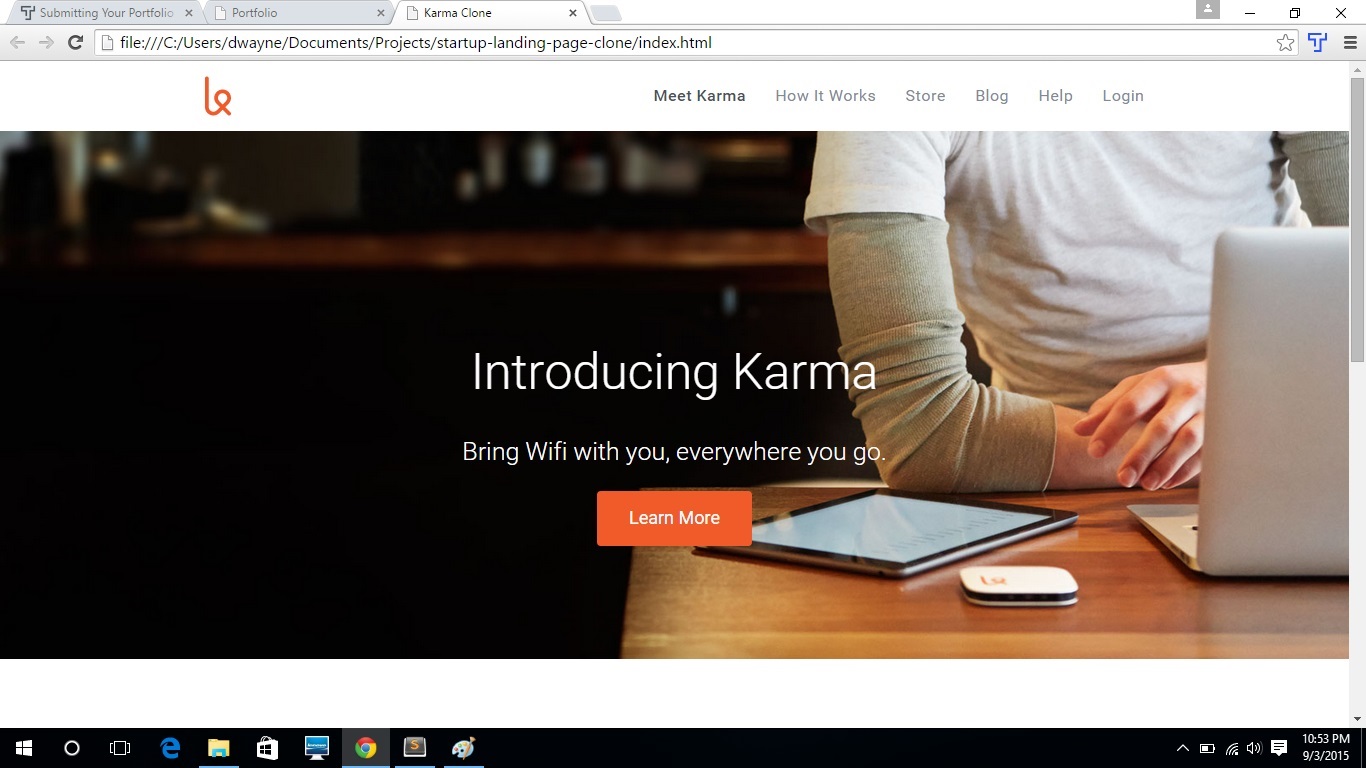 Submitting Your Portfolio
Portfolio
Karma Clone
file:///C:/Users/dwayne/Documents/Projects/startup-landing-page-clone/index.html
Meet Karma How It Works Store Blog Help Login
Introducing Karma
Bring Wifi with you, everywhere you go.
Learn More
10:53 PM
9/3/2015